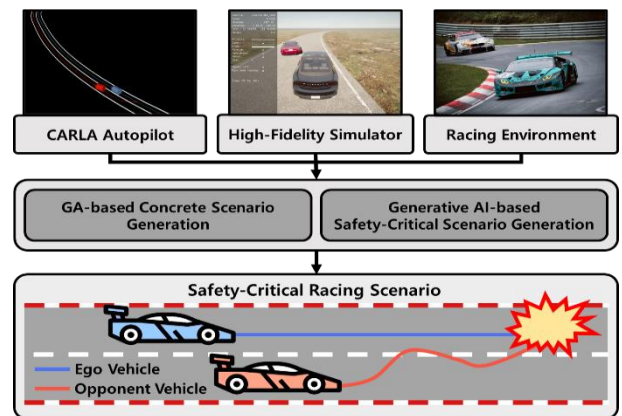 CARLA Autopilot
High-Fidelity Simulator
Racing Environment
GA-based Concrete Scenario
Generation
Generative AI-based
Safety-Critical Scenario Generation
Safety-Critical Racing Scenario
Ego Vehicle
Opponent Vehicle